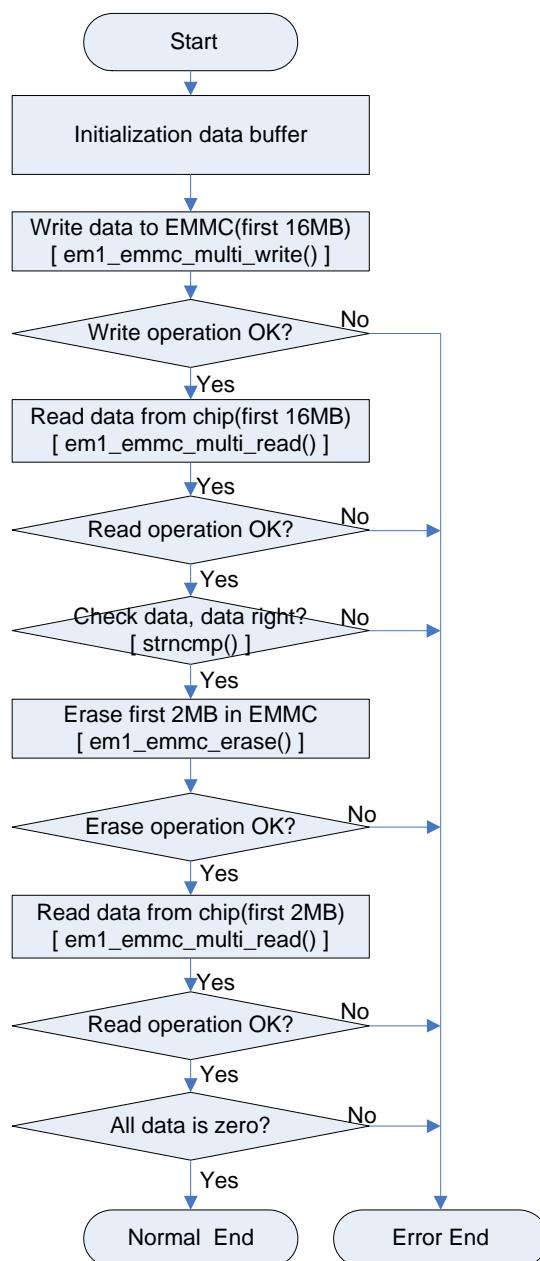 Start
Initialization data buffer
Write data to EMMC(first 16MB)
[ em1_emmc_multi_write() ]
Write operation OK?
No
Yes
Read data from chip(first 16MB)
[ em1_emmc_multi_read() ]
Yes
Read operation OK?
No
Yes
Check data, data right?
No
[ strncmp() ]
Yes
Erase first 2MB in EMMC
[ em1_emmc_erase() ]
Erase operation OK?
No
Yes
Read data from chip(first 2MB)
[ em1_emmc_multi_read() ]
Yes
Read operation OK?
No
Yes
All data is zero?
No
Yes
Normal  End
Error End